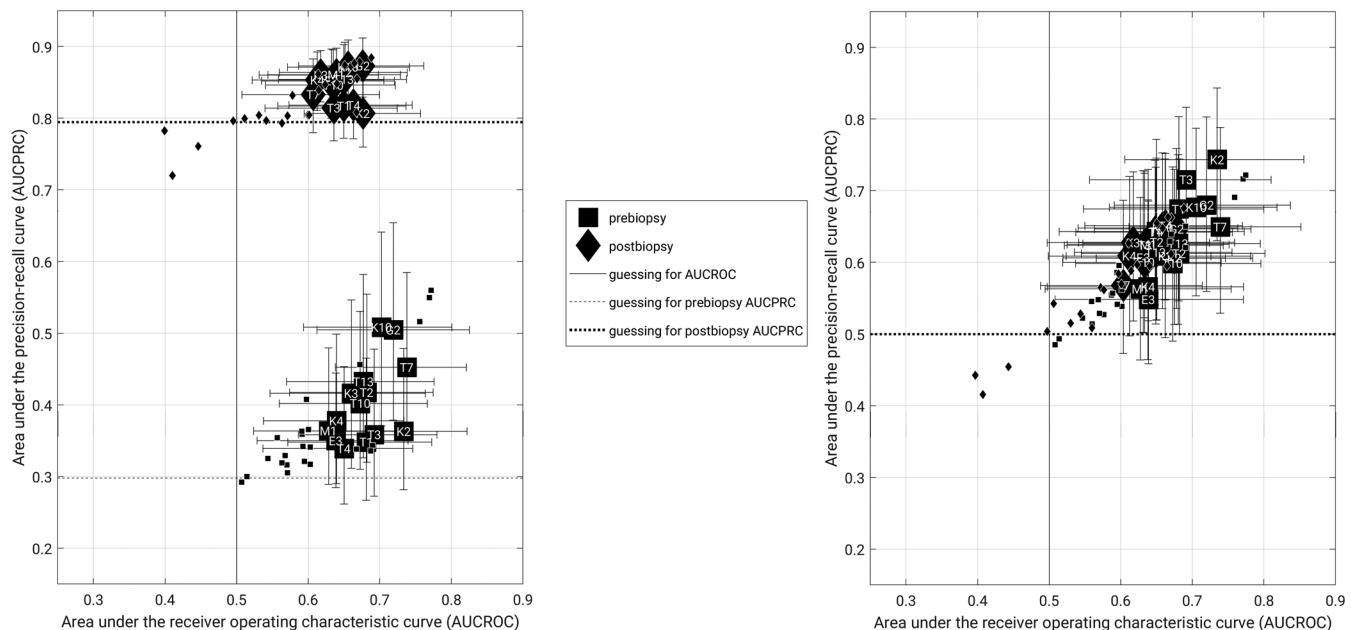 Area under the precision-recall curve (AUCPRC)
0.9
0.8
0.7
0.6
0.5
0.4
0.3
0.2
K10
G2
T7
T13
K3
T2
T10
K4
M1
E3
T3
K2
T4
0.3
0.4
0.5
0.6
0.7
0.8
0.9
Area under the receiver operating characteristic curve (AUCROC)
prebiopsy
postbiopsy
guessing for AUCROC
guessing for prebiopsy AUCPRC
guessing for postbiopsy AUCPRC
Area under the precision-recall curve (AUCPRC)
0.9
0.8
0.7
0.6
0.5
0.4
0.3
0.2
K2
T3
K10
G2
T7
K4
E3
0.3
0.4
0.5
0.6
0.7
0.8
0.9
Area under the receiver operating characteristic curve (AUCROC)